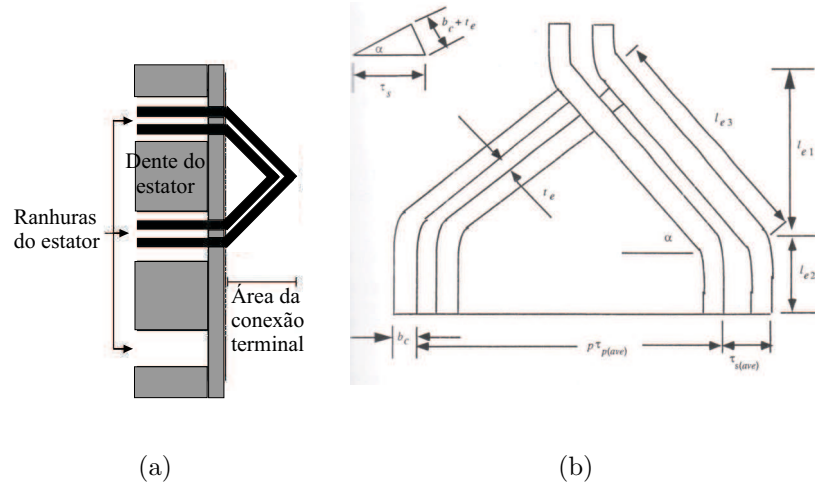 Dente do
estator
Ranhuras
do estator
Área da
conexão
terminal
(a)
b_c + t_e
α
τ_s
l_e3
l_e1
t_e
α
l_e2
b_c
pτ_p(ave)
τ_s(ave)
(b)